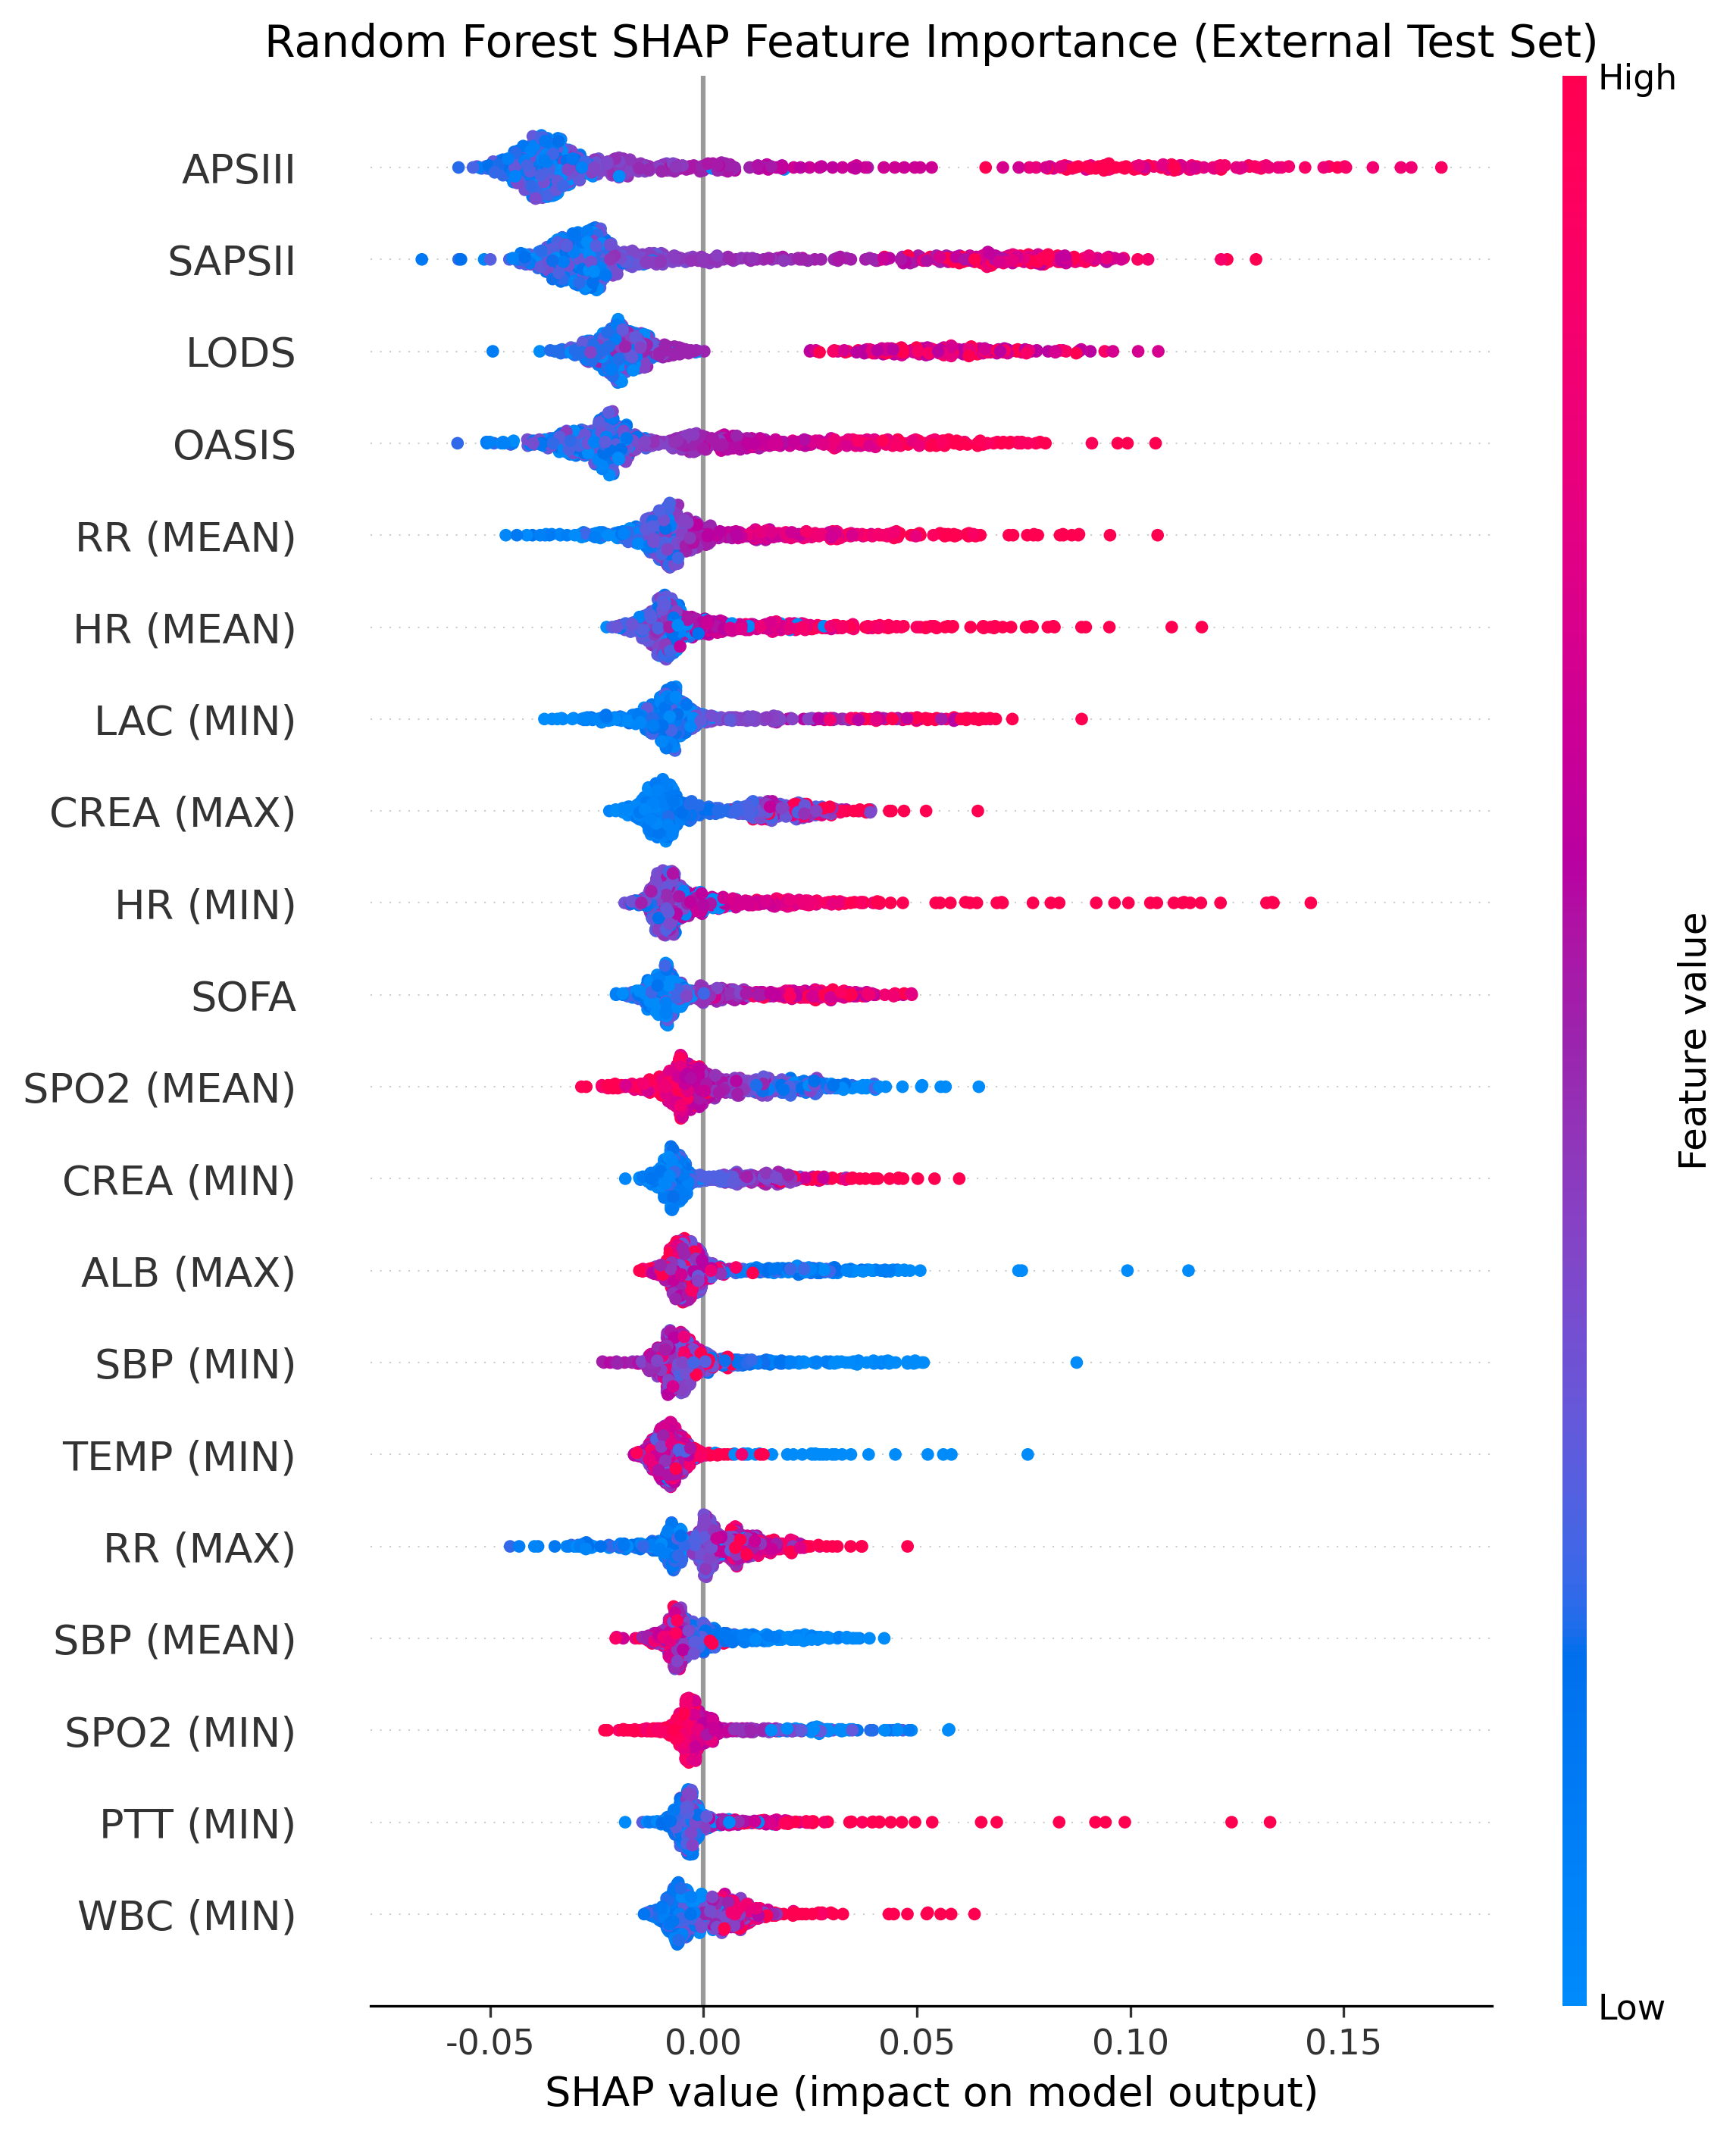 Random Forest SHAP Feature Importance (External Test Set)
High
APSIII
SAPSII
LODS
OASIS
RR (MEAN)
HR (MEAN)
LAC (MIN)
CREA (MAX)
HR (MIN)
SOFA
SPO2 (MEAN)
CREA (MIN)
ALB (MAX)
SBP (MIN)
TEMP (MIN)
RR (MAX)
SBP (MEAN)
SPO2 (MIN)
PTT (MIN)
WBC (MIN)
Feature value
Low
-0.05 0.00 0.05 0.10 0.15
SHAP value (impact on model output)